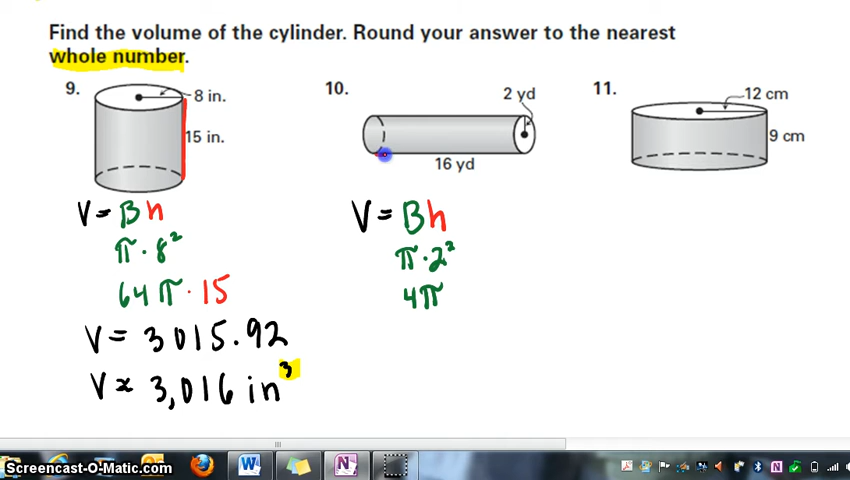 Find the volume of the cylinder. Round your answer to the nearest
whole number.
9.
8 in.
15 in.
V = Bh
π · 8²
64π · 15
V = 3015.92
V ≈ 3,016 in³
10.
2 yd
16 yd
V = Bh
π · 2²
4π
11.
12 cm
9 cm
Screencast-O-Matic.com